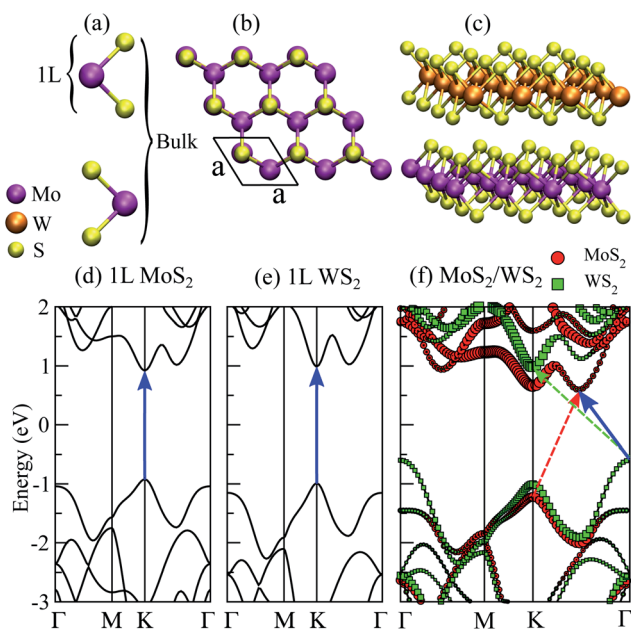 (a) (b) (c)
1L
Bulk
Mo
W
S
a
a
(d) 1L MoS₂ (e) 1L WS₂ (f) MoS₂/WS₂
MoS₂
WS₂
Energy (eV)
2
1
0
-1
-2
-3
Γ M K Γ Γ M K Γ Γ M K Γ